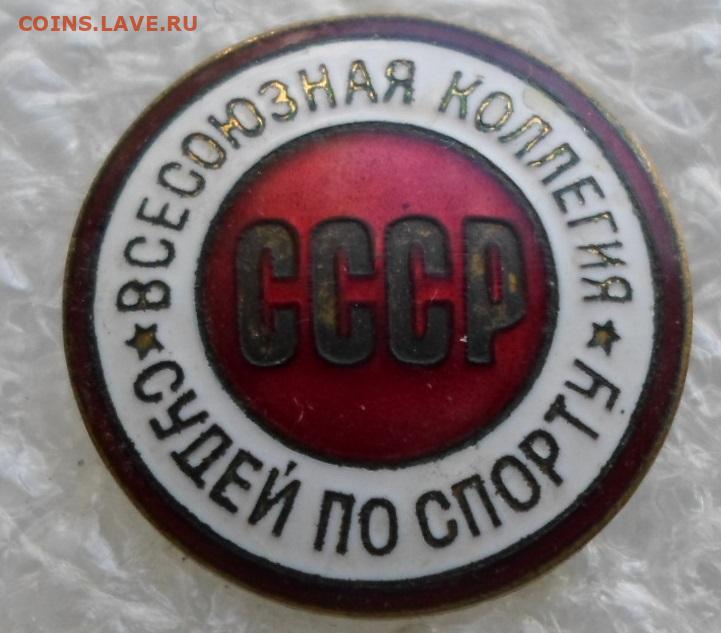 COINS.LAVE.RU
ВСЕСОЮЗНАЯ КОЛЛЕГИЯ
СССР
СУДЕЙ ПО СПОРТУ